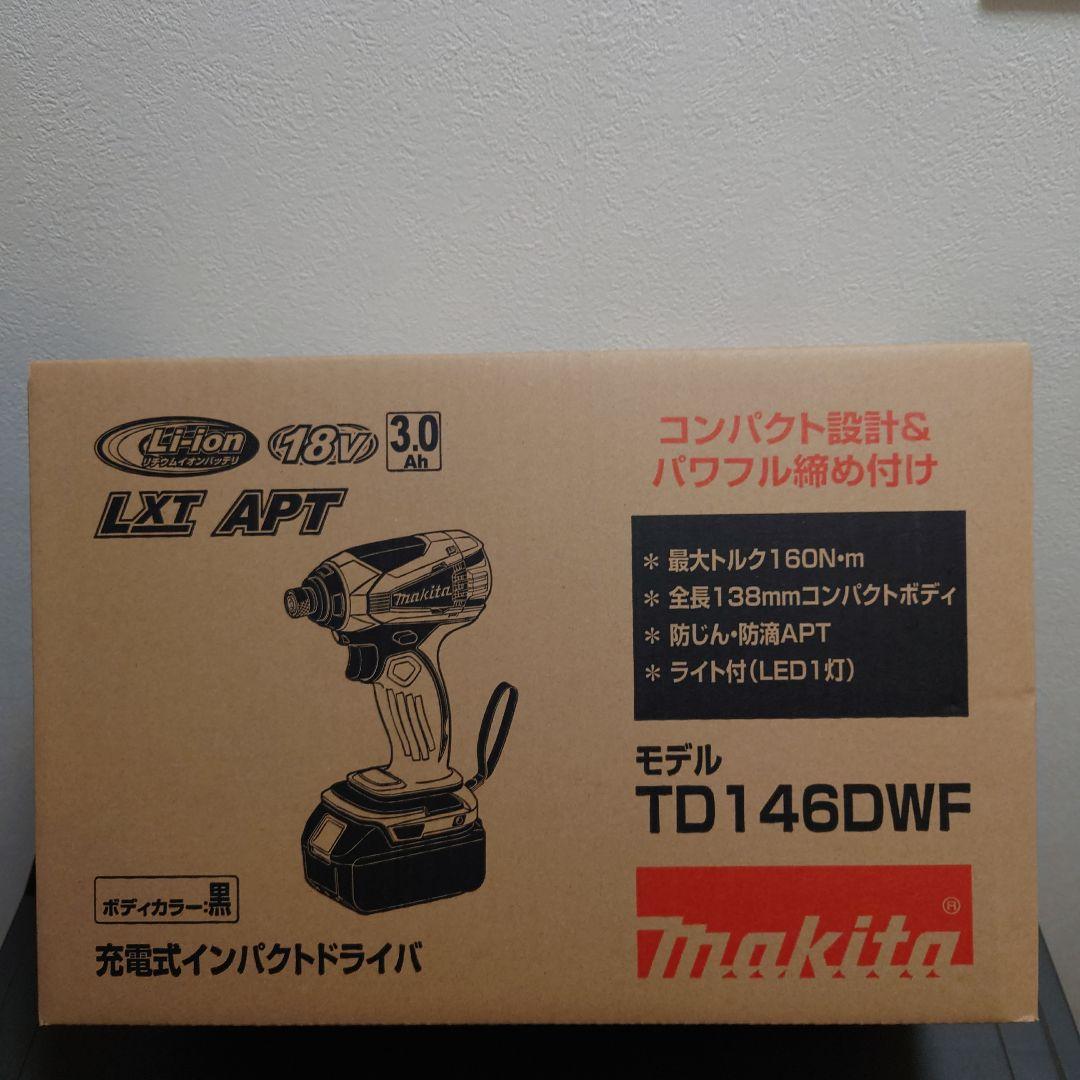 Li-ion
リチウムイオンバッテリ
18V
3.0
Ah
LXT APT
makita
ボディカラー:黒
充電式インパクトドライバ
コンパクト設計&
パワフル締め付け
＊ 最大トルク160N・m
＊ 全長138mmコンパクトボディ
＊ 防じん・防滴APT
＊ ライト付(LED1灯)
モデル
TD146DWF
makita®